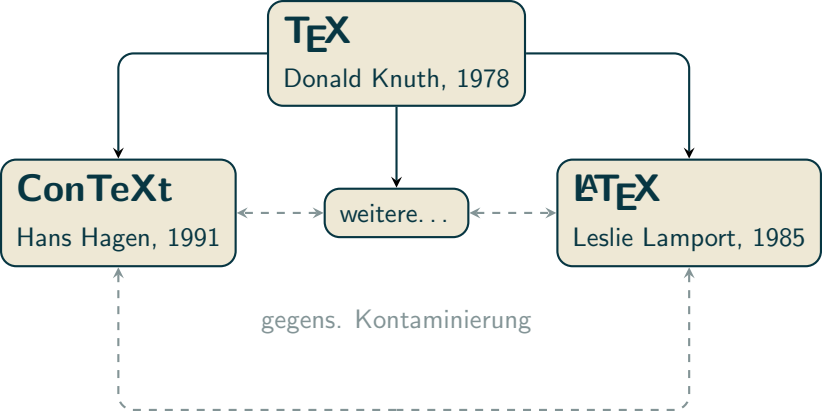 TEX
Donald Knuth, 1978
ConTeXt
Hans Hagen, 1991
weitere...
LATEX
Leslie Lamport, 1985
gegens. Kontaminierung